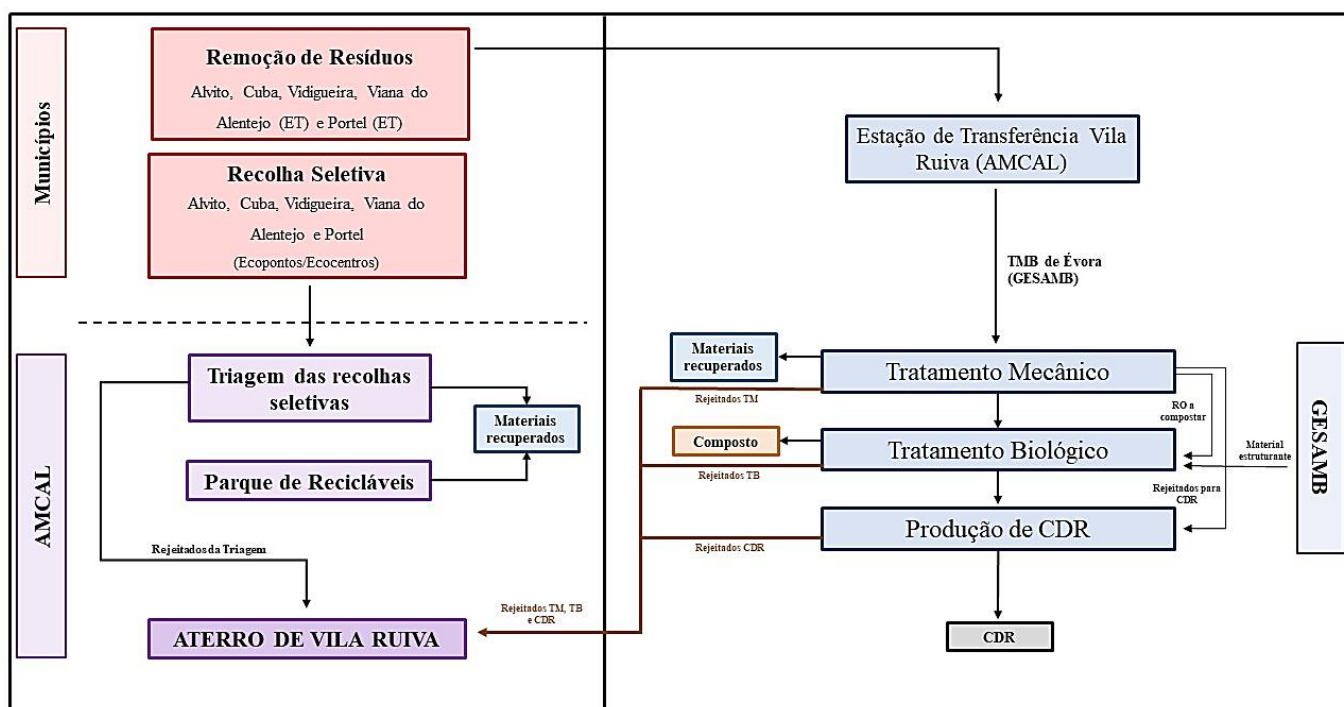 Municípios
Remoção de Resíduos
Alvito, Cuba, Vidigueira, Viana do
Alentejo (ET) e Portel (ET)
Recolha Seletiva
Alvito, Cuba, Vidigueira, Viana do
Alentejo e Portel
(Ecopontos/Ecocentros)
AMCAL
Triagem das recolhas
seletivas
Materiais
recuperados
Parque de Recicláveis
Rejeitados da Triagem
ATERRO DE VILA RUIVA
Estação de Transferência Vila
Ruiva (AMCAL)
TMB de Évora
(GESAMB)
Materiais
recuperados
Tratamento Mecânico
Rejeitados TM
RO a
compostar
Composto
Tratamento Biológico
Material
estruturante
Rejeitados TB
Rejeitados para
CDR
Produção de CDR
Rejeitados CDR
Rejeitados TM, TB
e CDR
CDR
GESAMB